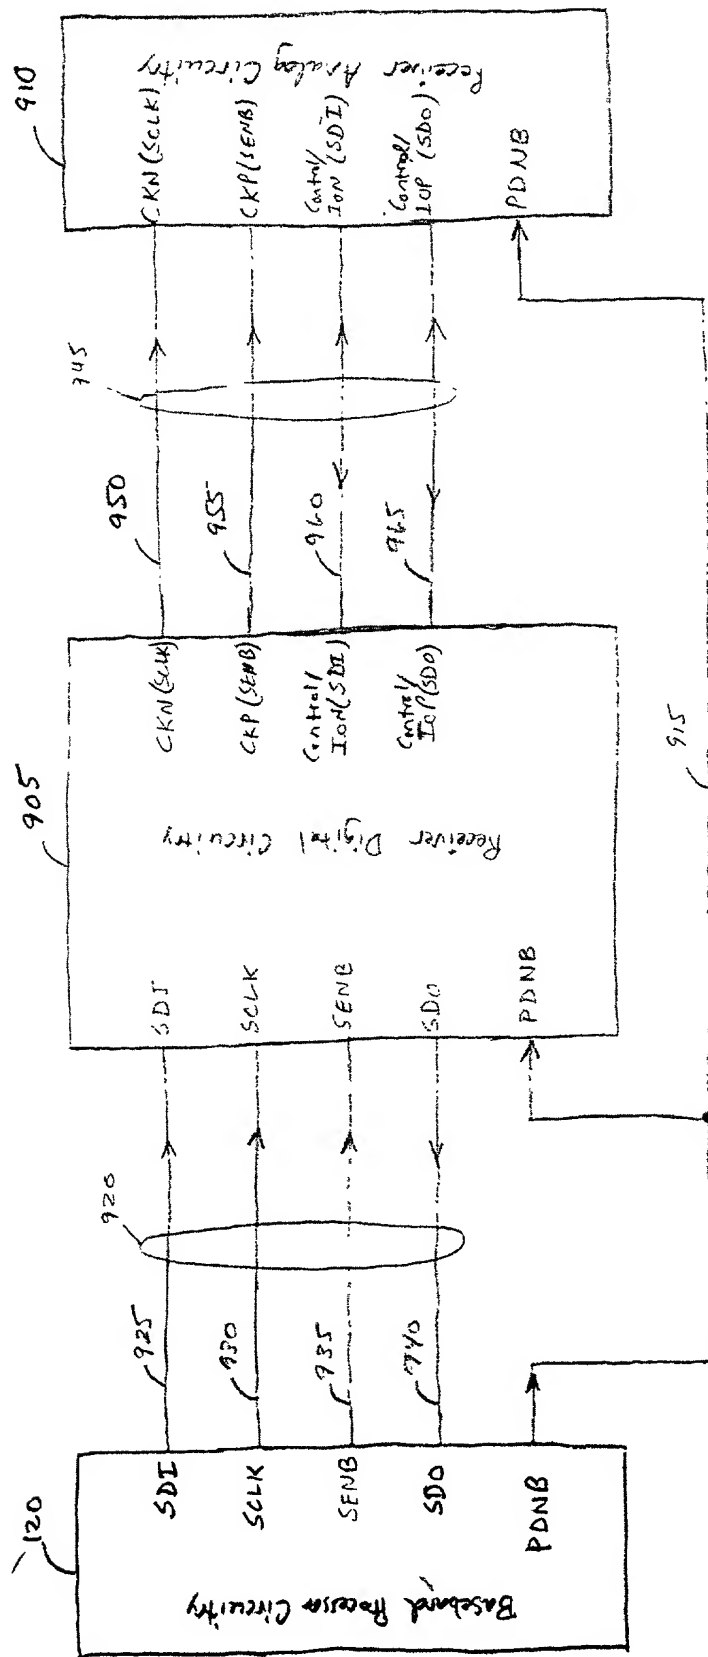 120
Baseband Processor Circuitry
SDI
SCLK
SENB
SDO
PDNB
925
930
935
940
920
905
SDI
SCLK
SENB
SDO
PDNB
Receiver Digital Circuitry
CKN(SCLK)
CKP(SENB)
Control/
ION(SDI)
Control/
IOP(SDO)
950
955
960
965
945
910
CKN(SCLK)
CKP(SENB)
Control/
ION(SDI)
Control/
IOP(SDO)
PDNB
Receiver Analog Circuitry
915